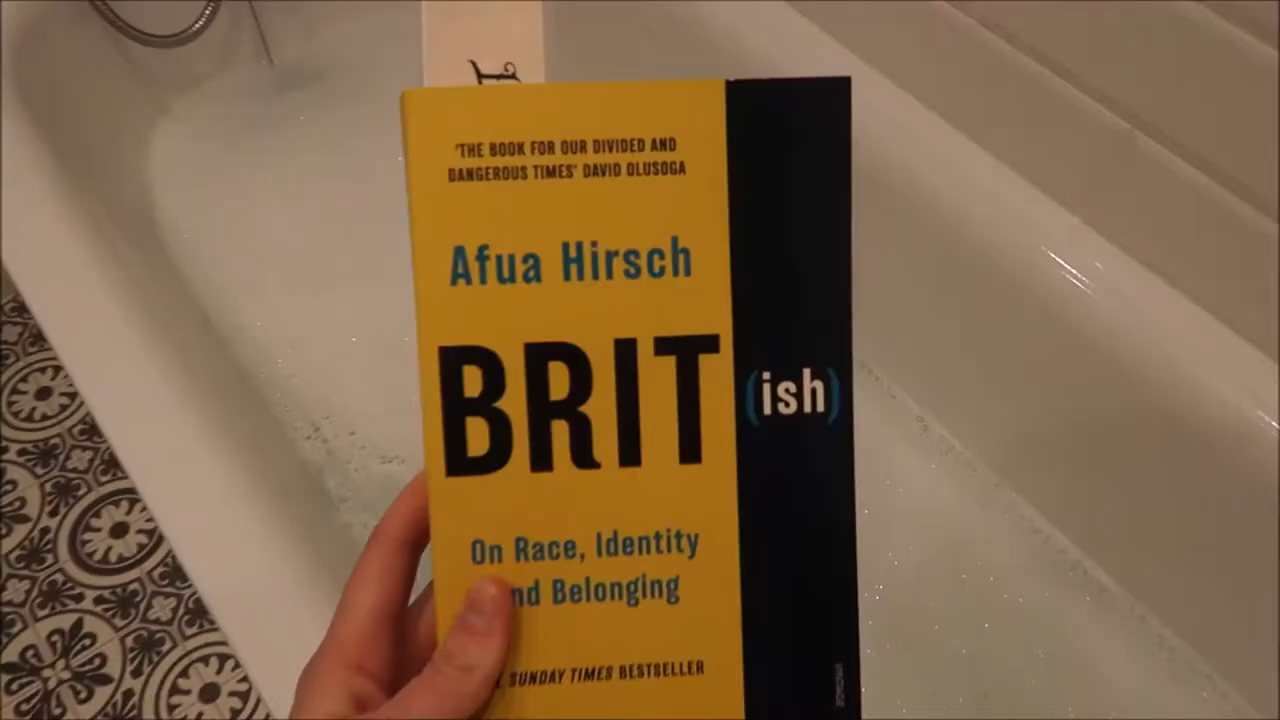 'THE BOOK FOR OUR DIVIDED AND
DANGEROUS TIMES' DAVID OLUSOGA
Afua Hirsch
BRIT(ish)
On Race, Identity
nd Belonging
SUNDAY TIMES BESTSELLER